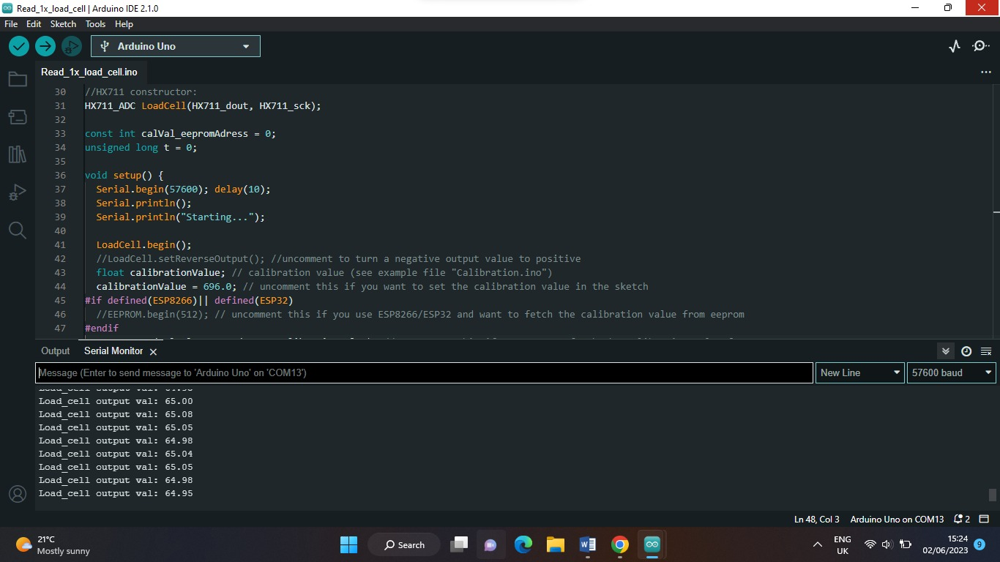 Read_1x_load_cell | Arduino IDE 2.1.0
File Edit Sketch Tools Help
Arduino Uno
Read_1x_load_cell.ino
30 //HX711 constructor:
31 HX711_ADC LoadCell(HX711_dout, HX711_sck);
32
33 const int calVal_eepromAdress = 0;
34 unsigned long t = 0;
35
36 void setup() {
37 Serial.begin(57600); delay(10);
38 Serial.println();
39 Serial.println("Starting...");
40
41 LoadCell.begin();
42 //LoadCell.setReverseOutput(); //uncomment to turn a negative output value to positive
43 float calibrationValue; // calibration value (see example file "Calibration.ino")
44 calibrationValue = 696.0; // uncomment this if you want to set the calibration value in the sketch
45 #if defined(ESP8266)|| defined(ESP32)
46 //EEPROM.begin(512); // uncomment this if you use ESP8266/ESP32 and want to fetch the calibration value from eeprom
47 #endif
Output Serial Monitor
Message (Enter to send message to 'Arduino Uno' on 'COM13') New Line 57600 baud
Load_cell output val: 65.00
Load_cell output val: 65.08
Load_cell output val: 65.05
Load_cell output val: 64.98
Load_cell output val: 65.04
Load_cell output val: 65.05
Load_cell output val: 64.98
Load_cell output val: 64.95
Ln 48, Col 3 Arduino Uno on COM13 2
21°C
Mostly sunny
Search
ENG
UK
15:24
02/06/2023
9